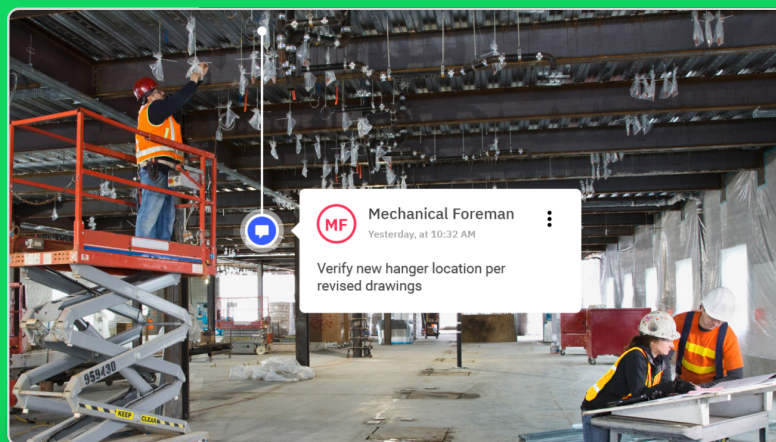 MF
Mechanical Foreman
Yesterday, at 10:32 AM
Verify new hanger location per
revised drawings
959430
KEEP CLEAR